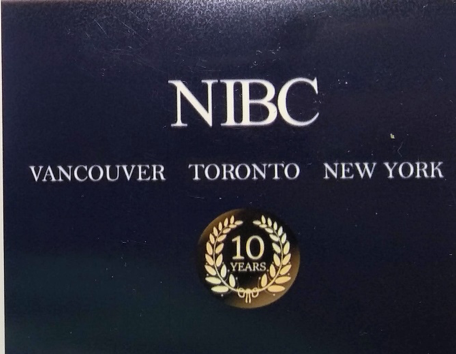 NIBC
VANCOUVER TORONTO NEW YORK
10
YEARS